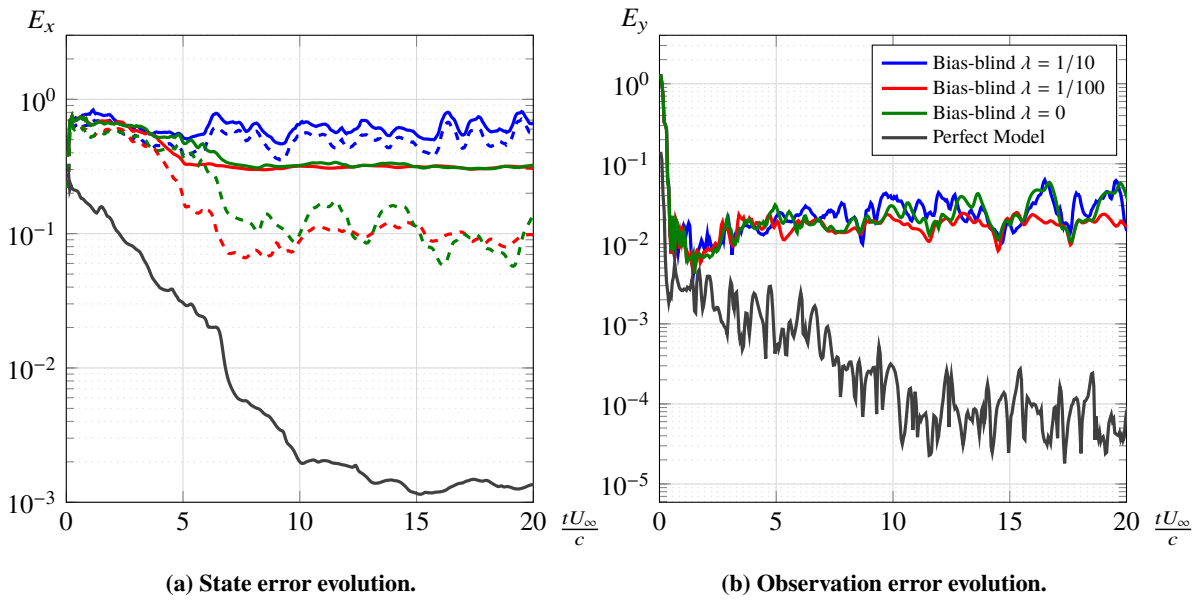 E_x
10^0
10^{-1}
10^{-2}
10^{-3}
0 5 10 15 20
tU_∞/c
(a) State error evolution.
E_y
Bias-blind λ = 1/10
Bias-blind λ = 1/100
Bias-blind λ = 0
Perfect Model
10^0
10^{-1}
10^{-2}
10^{-3}
10^{-4}
10^{-5}
0 5 10 15 20
tU_∞/c
(b) Observation error evolution.